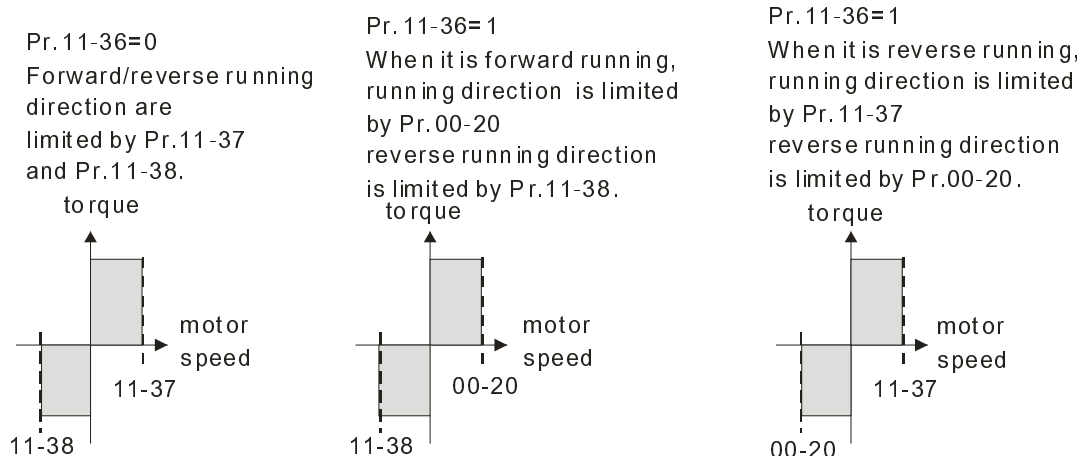 Pr.11-36=0
Forward/reverse running
direction are
limited by Pr.11-37
and Pr.11-38.
torque
motor
speed
11-37
11-38
Pr.11-36=1
When it is forward running,
running direction is limited
by Pr.00-20
reverse running direction
is limited by Pr.11-38.
torque
motor
speed
00-20
11-38
Pr.11-36=1
When it is reverse running,
running direction is limited
by Pr.11-37
reverse running direction
is limited by Pr.00-20.
torque
motor
speed
11-37
00-20